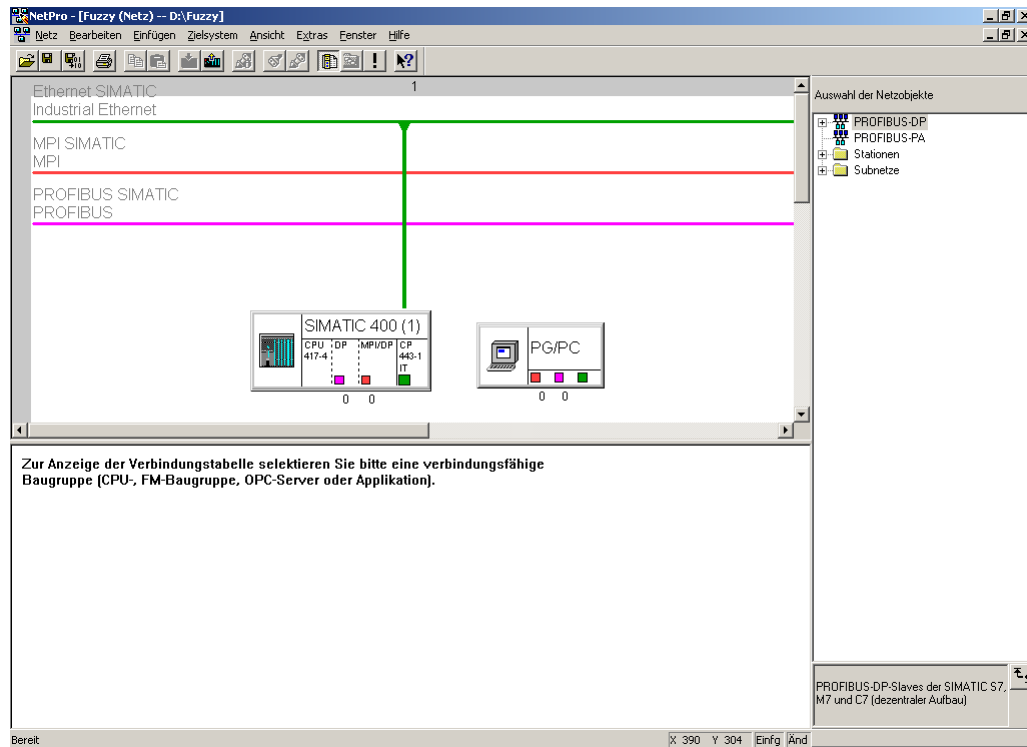 NetPro - [Fuzzy (Netz) -- D:\Fuzzy]
Netz Bearbeiten Einfügen Zielsystem Ansicht Extras Fenster Hilfe
1
Ethernet SIMATIC
Industrial Ethernet
MPI SIMATIC
MPI
PROFIBUS SIMATIC
PROFIBUS
SIMATIC 400 (1)
CPU DP MPI/DP CP
417-4 443-1
IT
0 0
PG/PC
0 0
Auswahl der Netzobjekte
PROFIBUS-DP
PROFIBUS-PA
Stationen
Subnetze
Zur Anzeige der Verbindungstabelle selektieren Sie bitte eine verbindungsfähige
Baugruppe (CPU-, FM-Baugruppe, OPC-Server oder Applikation).
PROFIBUS-DP-Slaves der SIMATIC S7,
M7 und C7 (dezentraler Aufbau)
Bereit X 390 Y 304 Einfg Änd